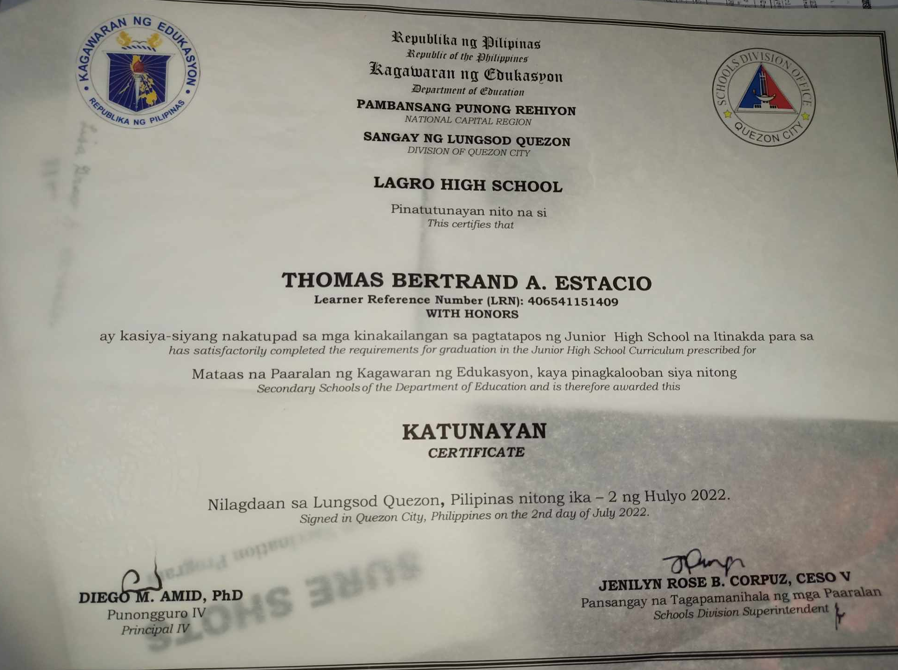 KAGAWARAN NG EDUKASYON
REPUBLIKA NG PILIPINAS
Republika ng Pilipinas
Republic of the Philippines
Kagawaran ng Edukasyon
Department of Education
PAMBANSANG PUNONG REHIYON
NATIONAL CAPITAL REGION
SANGAY NG LUNGSOD QUEZON
DIVISION OF QUEZON CITY
SCHOOLS DIVISION OFFICE
QUEZON CITY
LAGRO HIGH SCHOOL
Pinatutunayan nito na si
This certifies that
THOMAS BERTRAND A. ESTACIO
Learner Reference Number (LRN): 406541151409
WITH HONORS
ay kasiya-siyang nakatupad sa mga kinakailangan sa pagtatapos ng Junior High School na Itinakda para sa
has satisfactorily completed the requirements for graduation in the Junior High School Curriculum prescribed for
Mataas na Paaralan ng Kagawaran ng Edukasyon, kaya pinagkalooban siya nitong
Secondary Schools of the Department of Education and is therefore awarded this
KATUNAYAN
CERTIFICATE
Nilagdaan sa Lungsod Quezon, Pilipinas nitong ika – 2 ng Hulyo 2022.
Signed in Quezon City, Philippines on the 2nd day of July 2022.
SURE SHOTS
DIEGO M. AMID, PhD
Punongguro IV
Principal IV
JENILYN ROSE B. CORPUZ, CESO V
Pansangay na Tagapamanihala ng mga Paaralan
Schools Division Superintendent